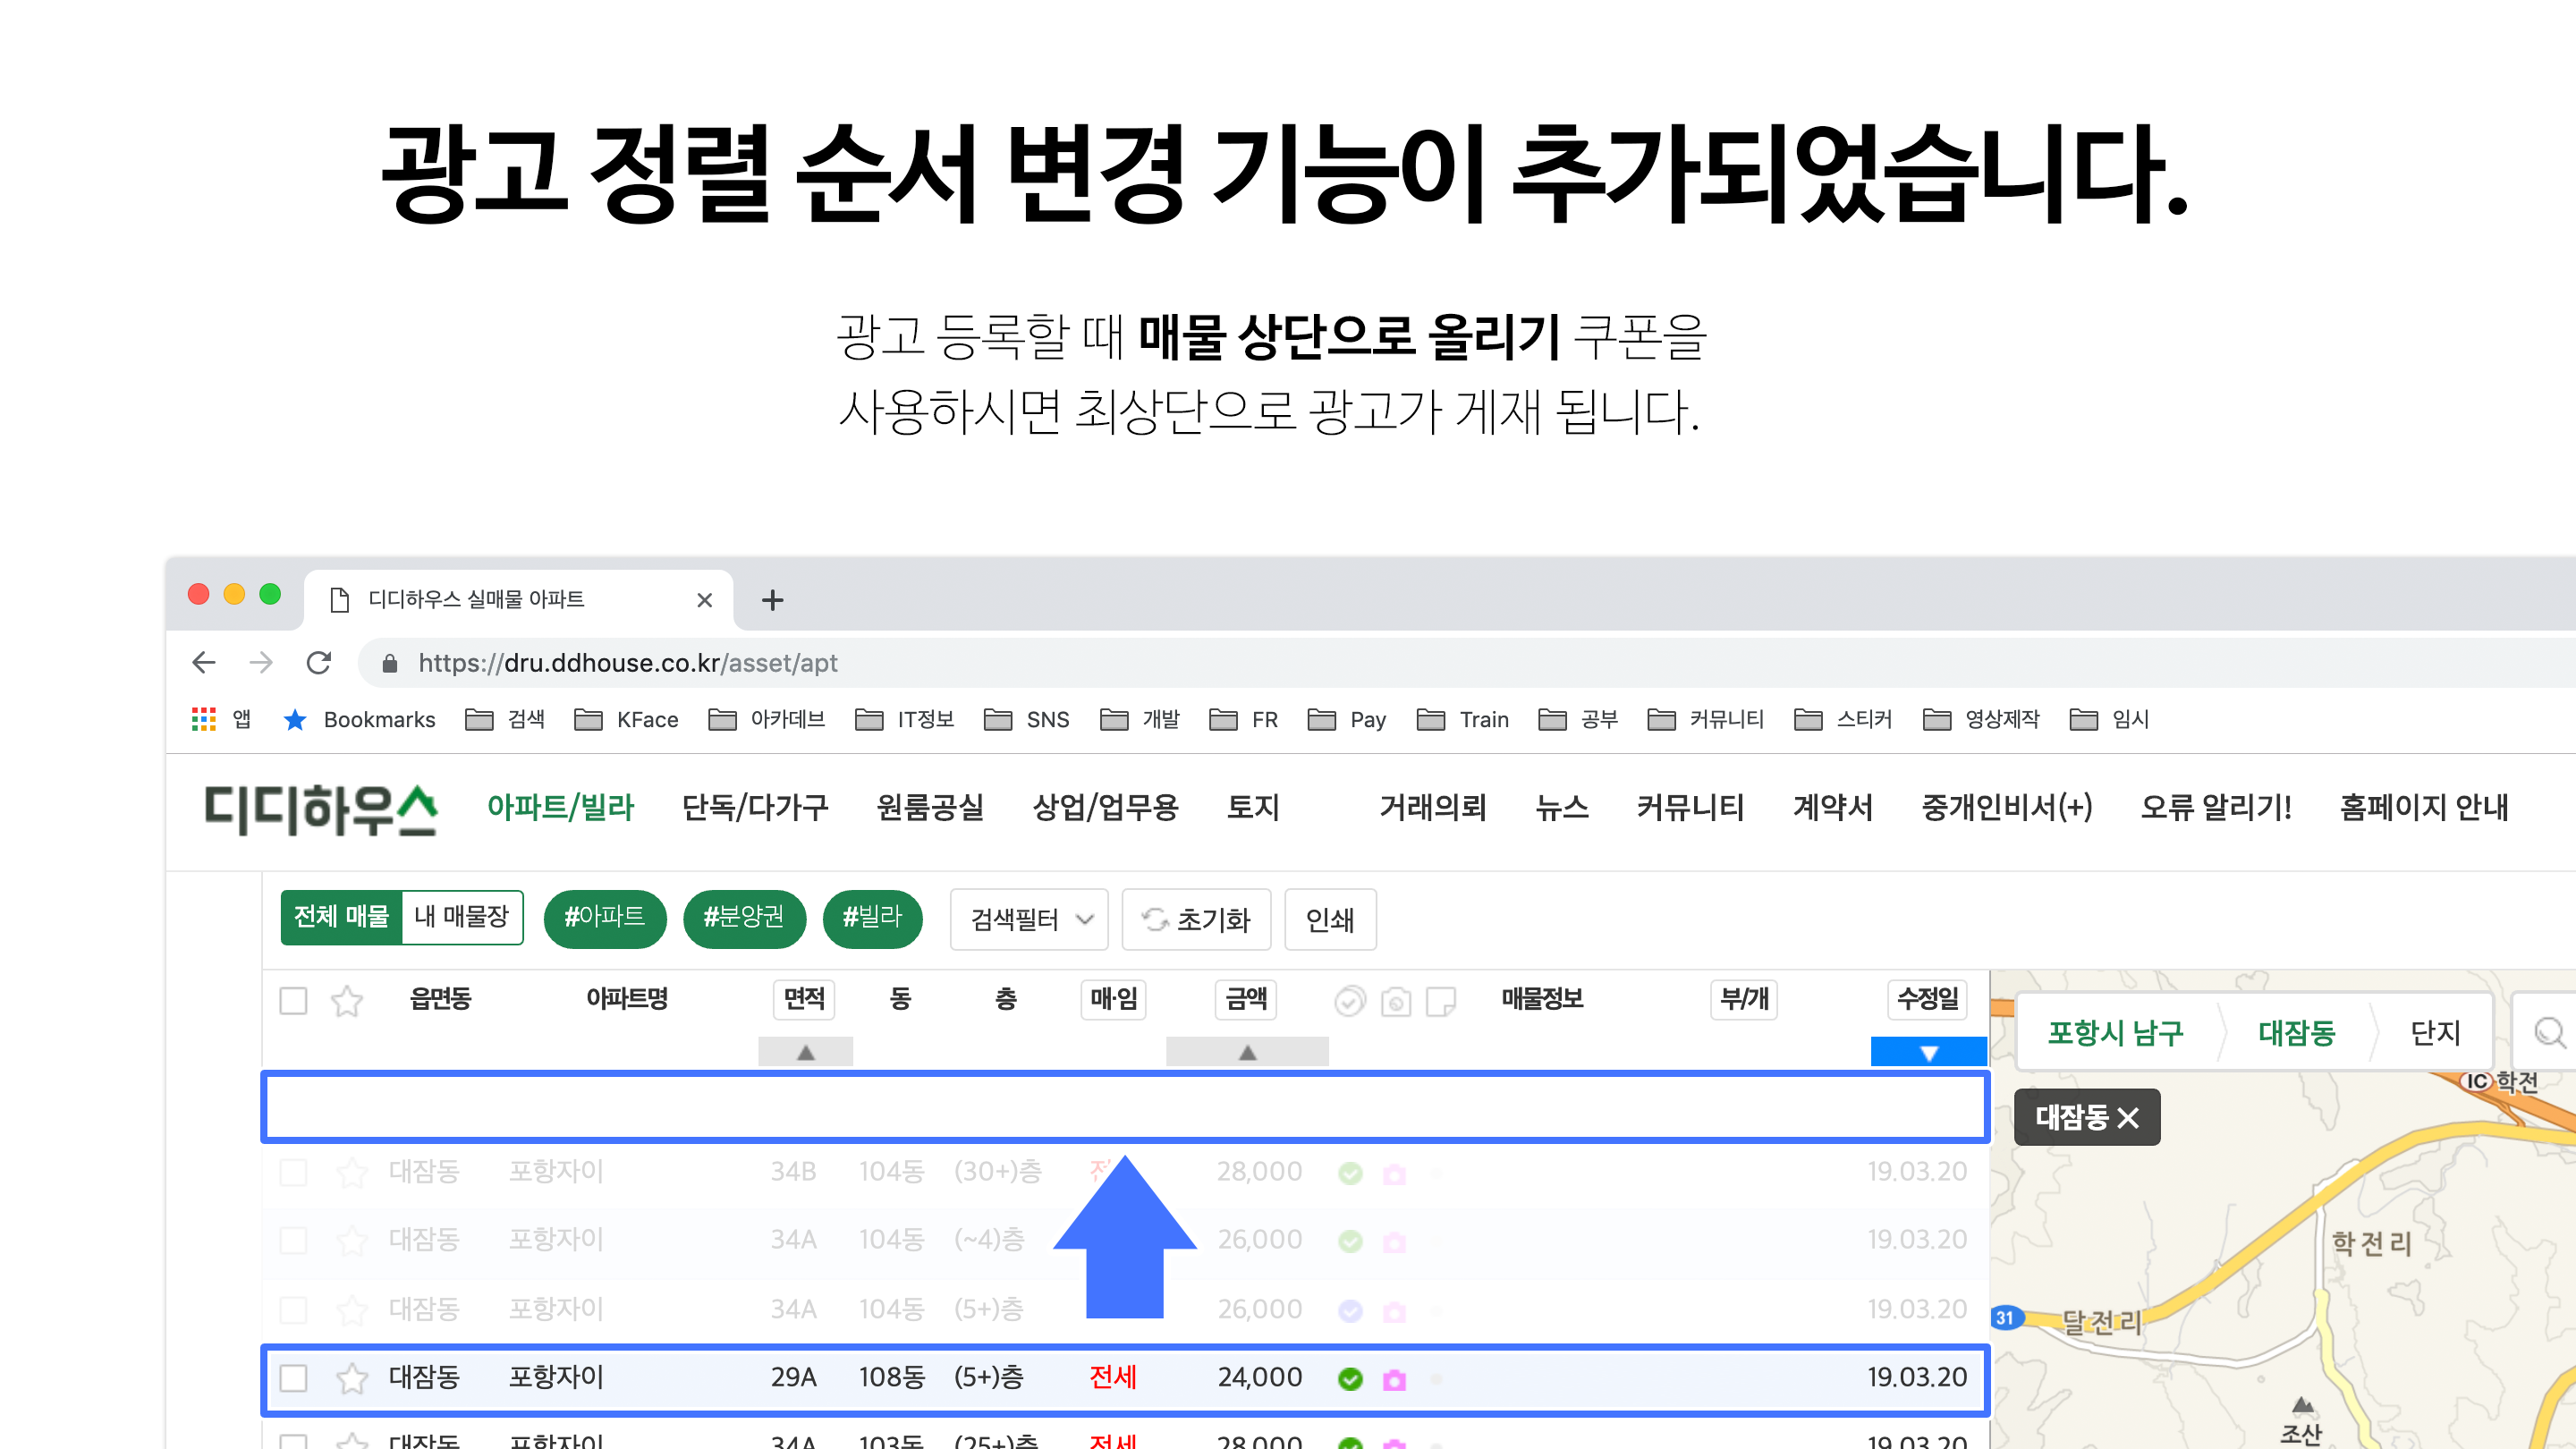 광고 정렬 순서 변경 기능이 추가되었습니다.
광고 등록할 때 매물 상단으로 올리기 쿠폰을
사용하시면 최상단으로 광고가 게재 됩니다.
디디하우스 실매물 아파트
https://dru.ddhouse.co.kr/asset/apt
앱 Bookmarks 검색 KFace 아카데브 IT정보 SNS 개발 FR Pay Train 공부 커뮤니티 스티커 영상제작 임시
디디하우스 아파트/빌라 단독/다가구 원룸공실 상업/업무용 토지 거래의뢰 뉴스 커뮤니티 계약서 중개인비서(+) 오류 알리기! 홈페이지 안내
전체 매물 내 매물장 #아파트 #분양권 #빌라 검색필터 초기화 인쇄
읍면동 아파트명 면적 동 층 매·임 금액 매물정보 부/개 수정일
▲ ▲ ▼
포항시 남구 대잠동 단지
IC 학전
대잠동 ✕
대잠동 포항자이 34B 104동 (30+)층 28,000 19.03.20
대잠동 포항자이 34A 104동 (~4)층 26,000 19.03.20
학전리
대잠동 포항자이 34A 104동 (5+)층 26,000 19.03.20
31 달전리
대잠동 포항자이 29A 108동 (5+)층 전세 24,000 19.03.20
조산
대잠동 포항자이 34A 103동 (25+)층 전세 28,000 19.03.20